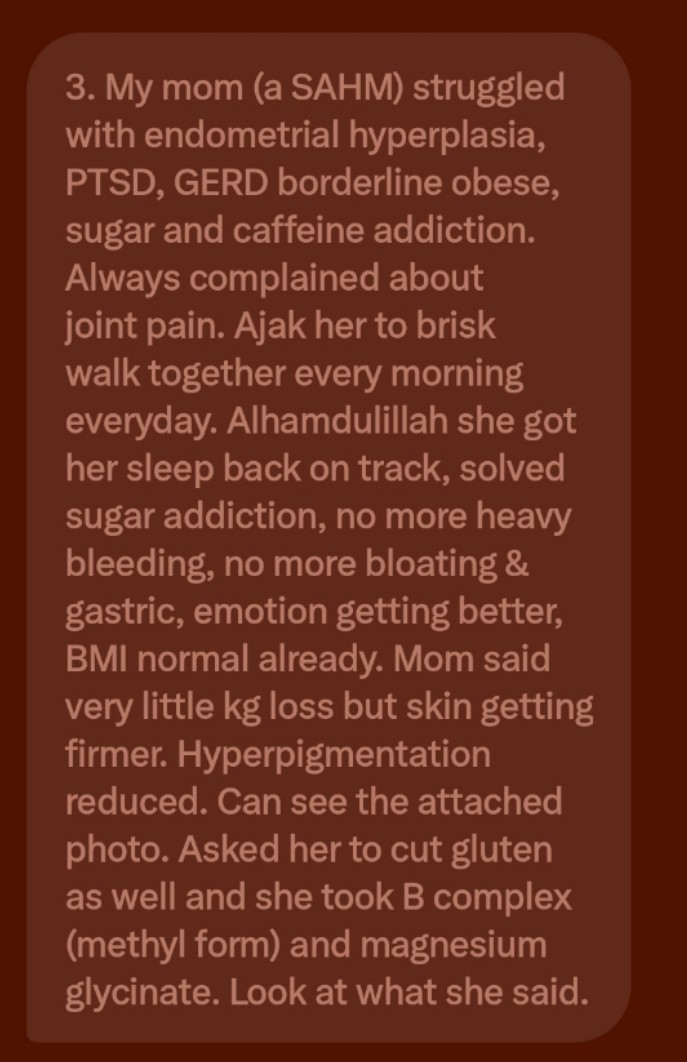 3. My mom (a SAHM) struggled
with endometrial hyperplasia,
PTSD, GERD borderline obese,
sugar and caffeine addiction.
Always complained about
joint pain. Ajak her to brisk
walk together every morning
everyday. Alhamdulillah she got
her sleep back on track, solved
sugar addiction, no more heavy
bleeding, no more bloating &
gastric, emotion getting better,
BMI normal already. Mom said
very little kg loss but skin getting
firmer. Hyperpigmentation
reduced. Can see the attached
photo. Asked her to cut gluten
as well and she took B complex
(methyl form) and magnesium
glycinate. Look at what she said.